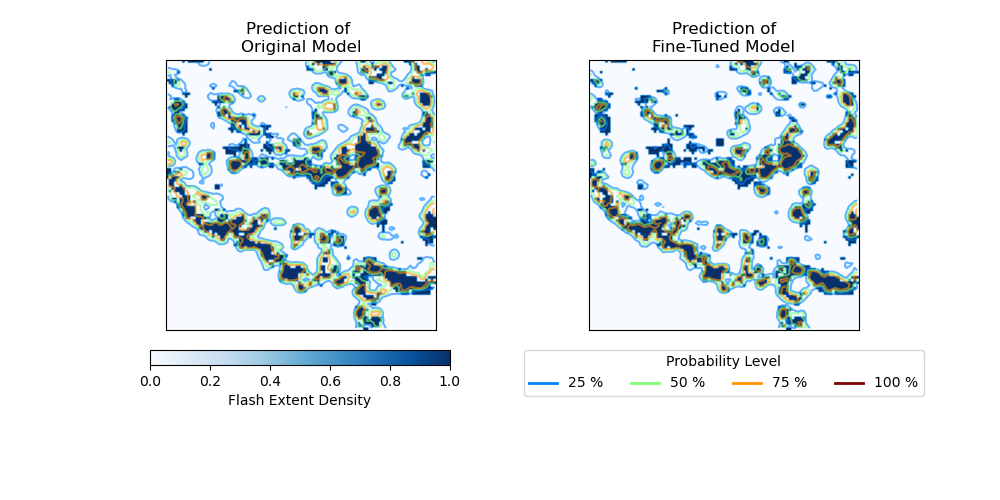 Prediction of
Original Model
Prediction of
Fine-Tuned Model
0.0 0.2 0.4 0.6 0.8 1.0
Flash Extent Density
Probability Level
25 % 50 % 75 % 100 %